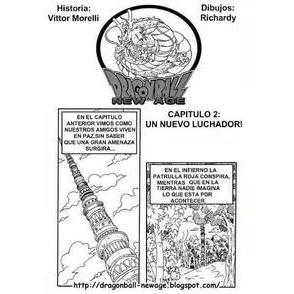 Historia:
Vittor Morelli
Dibujos:
Richardy
DRAGONBALL
NEW AGE
CAPITULO 2:
UN NUEVO LUCHADOR!
EN EL CAPITULO
ANTERIOR VIMOS COMO
NUESTROS AMIGOS VIVEN
EN PAZ,SIN SABER
QUE UNA GRAN AMENAZA
SURGIRA...
EN EL INFIERNO LA
PATRULLA ROJA CONSPIRA,
MIENTRAS QUE EN LA
TIERRA NADIE IMAGINA
LO QUE ESTA POR
ACONTECER.
http://dragonball-newage.blogspot.com/